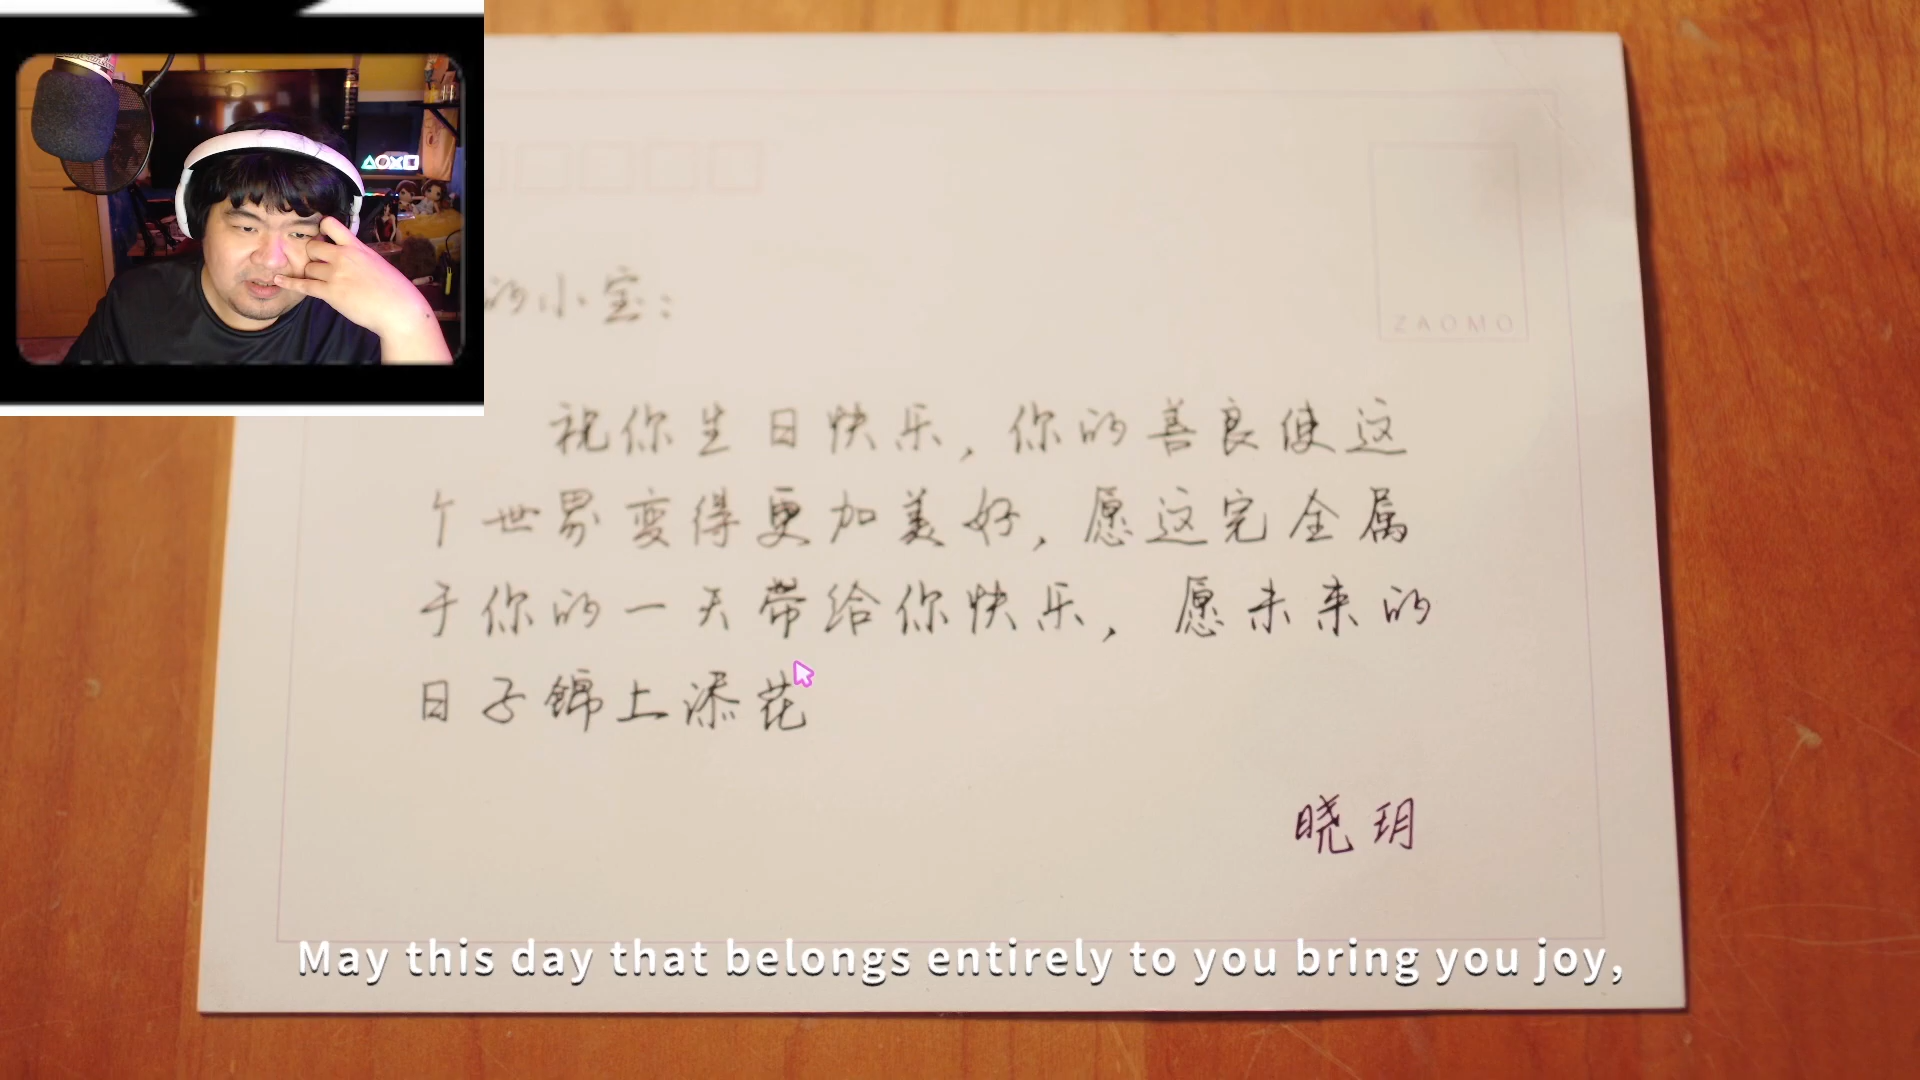 的小宝:
ZAOMO
祝你生日快乐,你的善良使这
个世界变得更加美好,愿这完全属
于你的一天带给你快乐,愿未来的
日子锦上添花
晓玥
May this day that belongs entirely to you bring you joy,